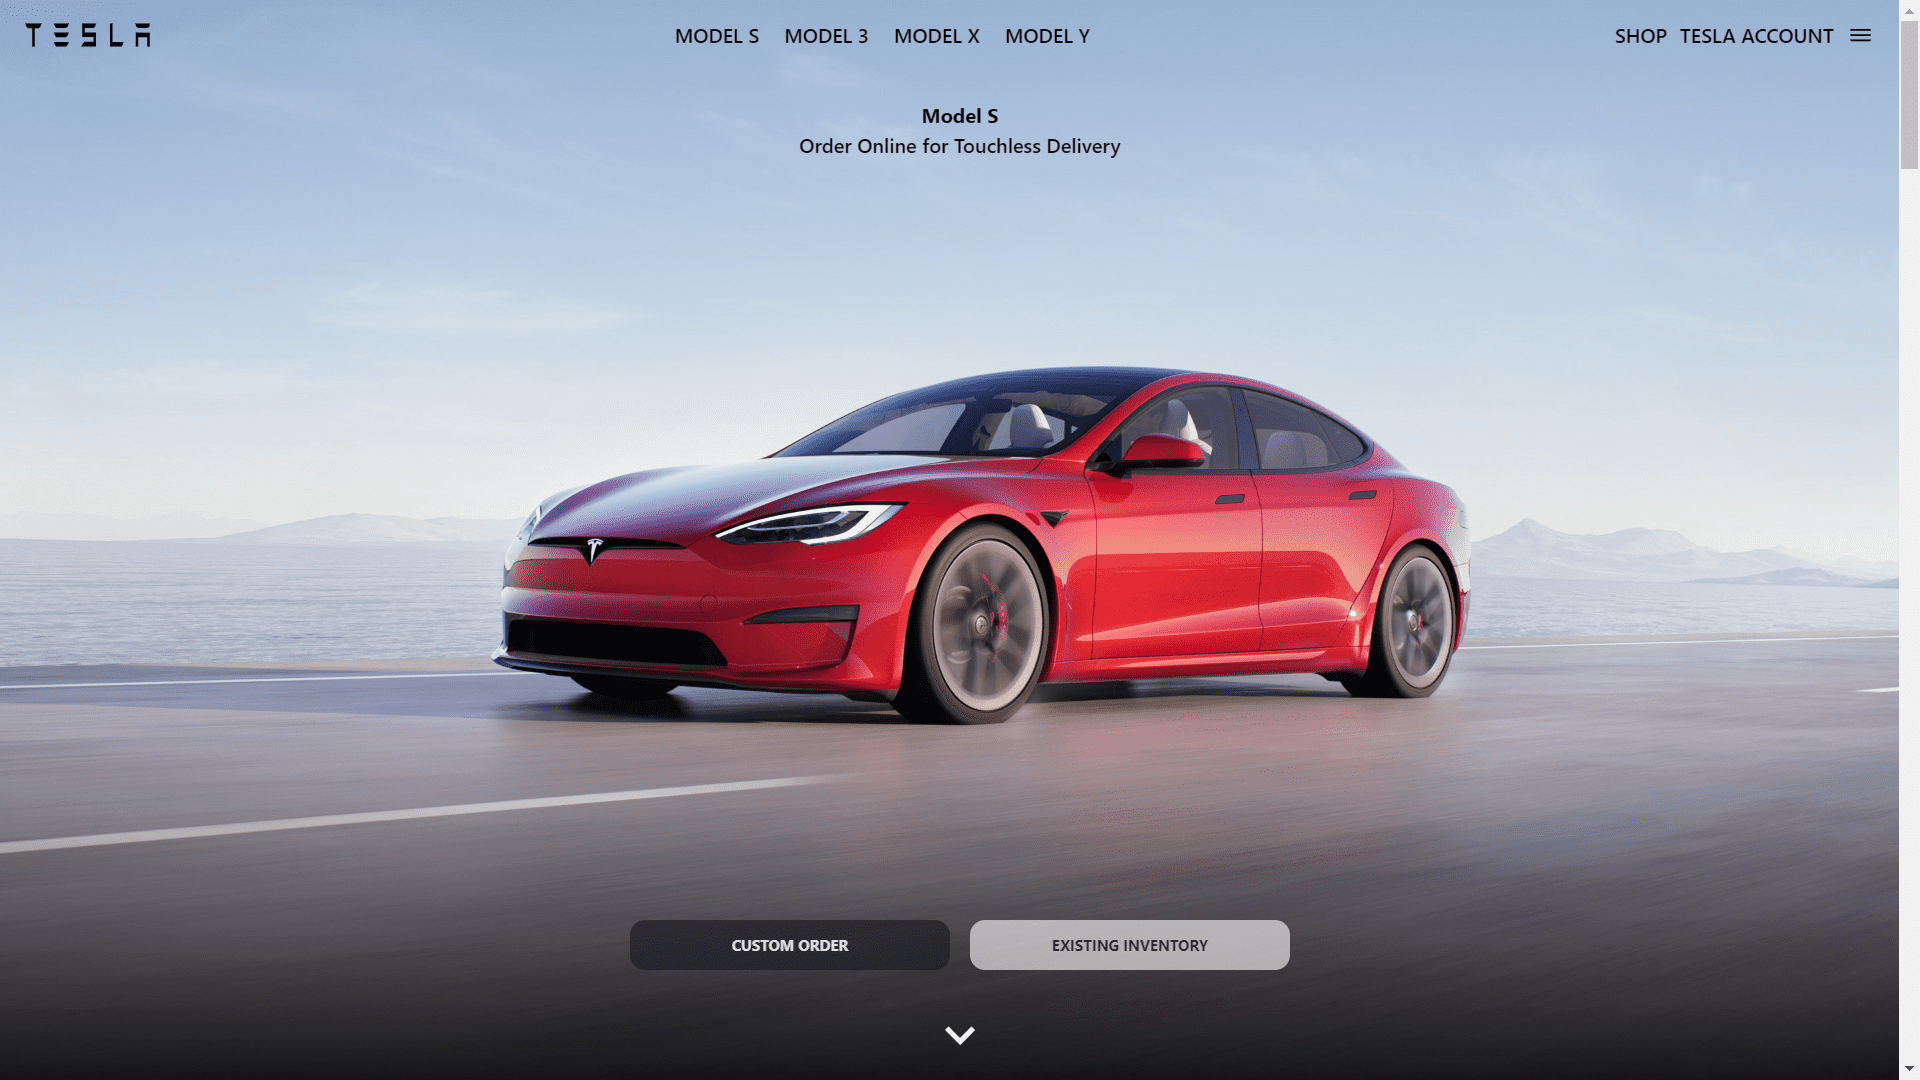 TESLA
MODEL S MODEL 3 MODEL X MODEL Y
SHOP TESLA ACCOUNT
Model S
Order Online for Touchless Delivery
CUSTOM ORDER
EXISTING INVENTORY